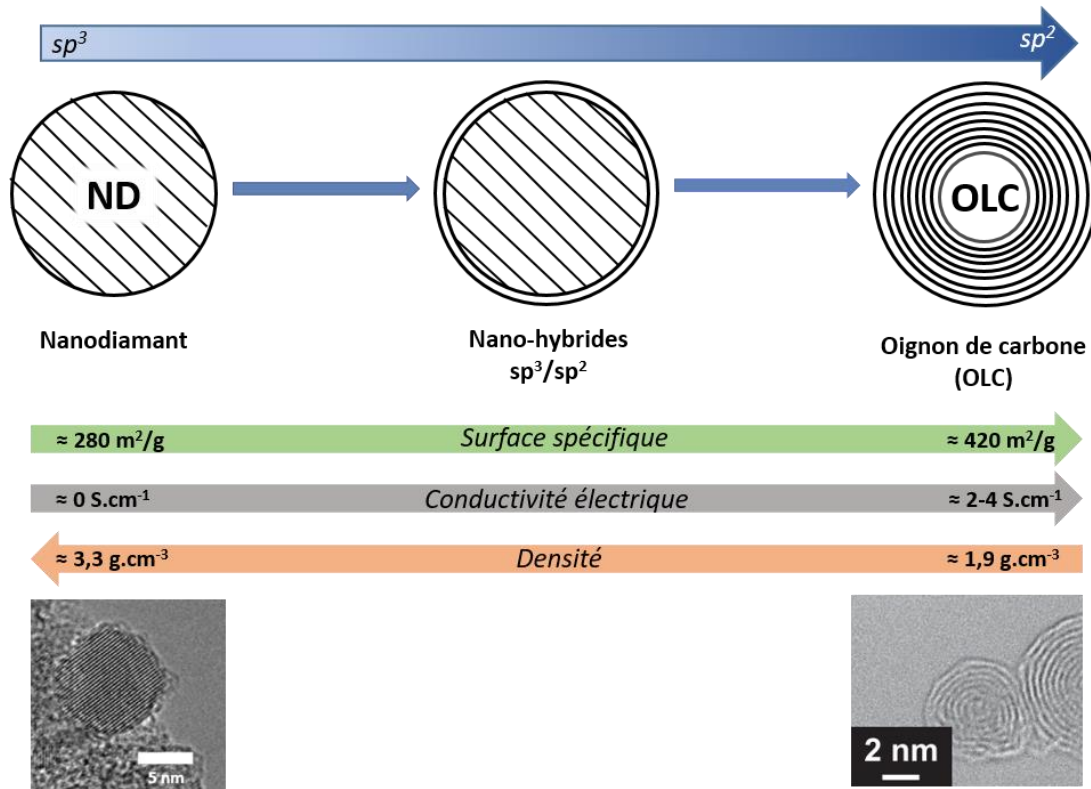 sp³ sp²
ND OLC
Nanodiamant
Nano-hybrides
sp³/sp²
Oignon de carbone
(OLC)
≈ 280 m²/g Surface spécifique ≈ 420 m²/g
≈ 0 S.cm⁻¹ Conductivité électrique ≈ 2-4 S.cm⁻¹
≈ 3,3 g.cm⁻³ Densité ≈ 1,9 g.cm⁻³
5 nm
2 nm